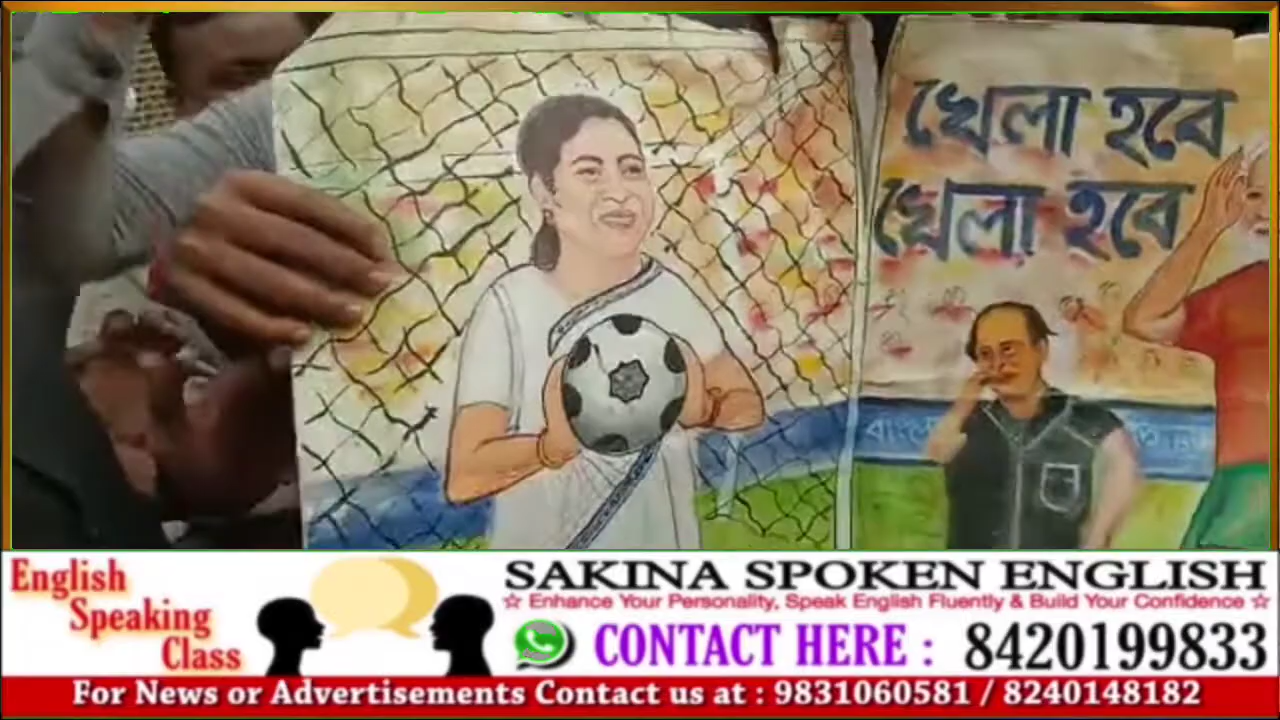 খেলা হবে
খেলা হবে
English
Speaking
Class
SAKINA SPOKEN ENGLISH
☆ Enhance Your Personality, Speak English Fluently & Build Your Confidence ☆
CONTACT HERE : 8420199833
For News or Advertisements Contact us at : 9831060581 / 8240148182